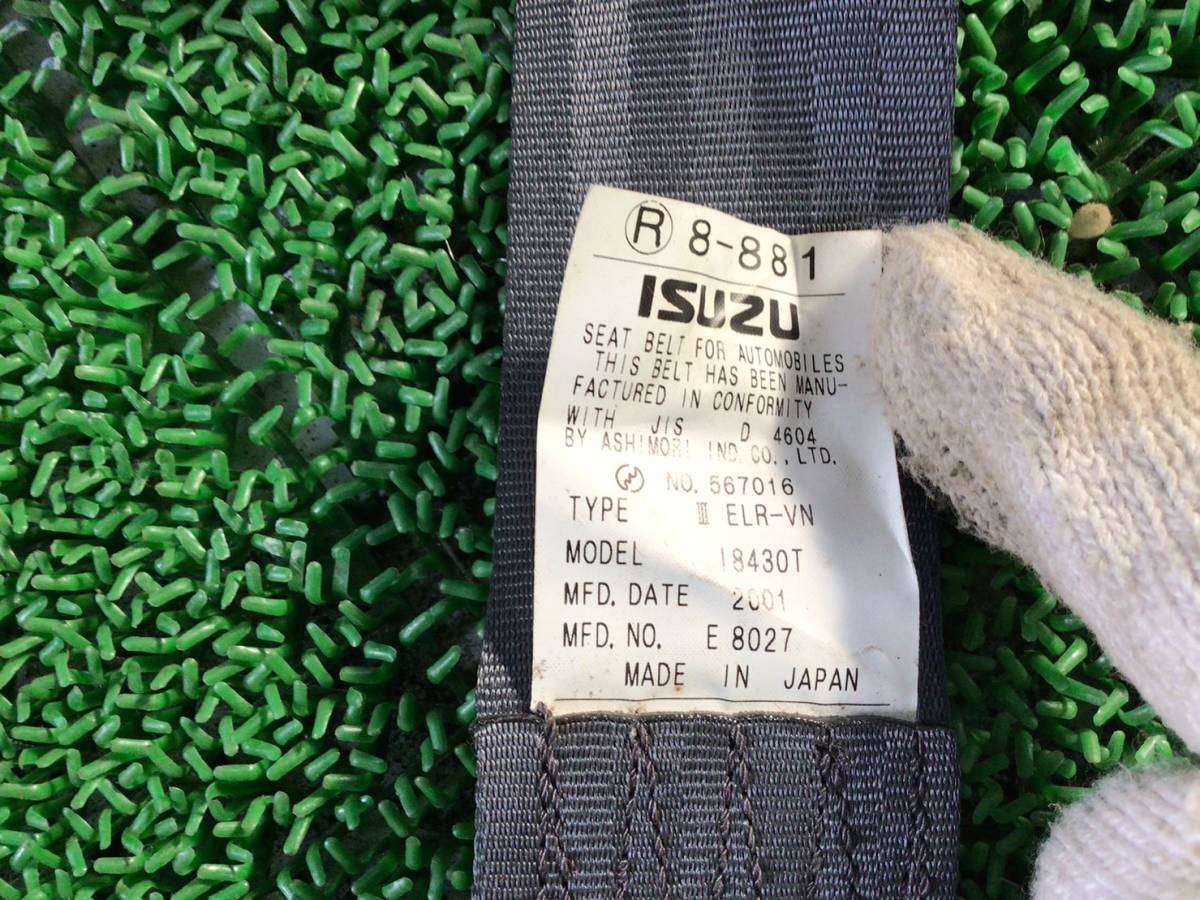 Ⓡ 8-881
ISUZU
SEAT BELT FOR AUTOMOBILES
THIS BELT HAS BEEN MANU-
FACTURED IN CONFORMITY
WITH JIS D 4604
BY ASHIMORI IND. CO., LTD.
NO. 567016
TYPE Ⅲ ELR-VN
MODEL I8430T
MFD. DATE 2001
MFD. NO. E 8027
MADE IN JAPAN